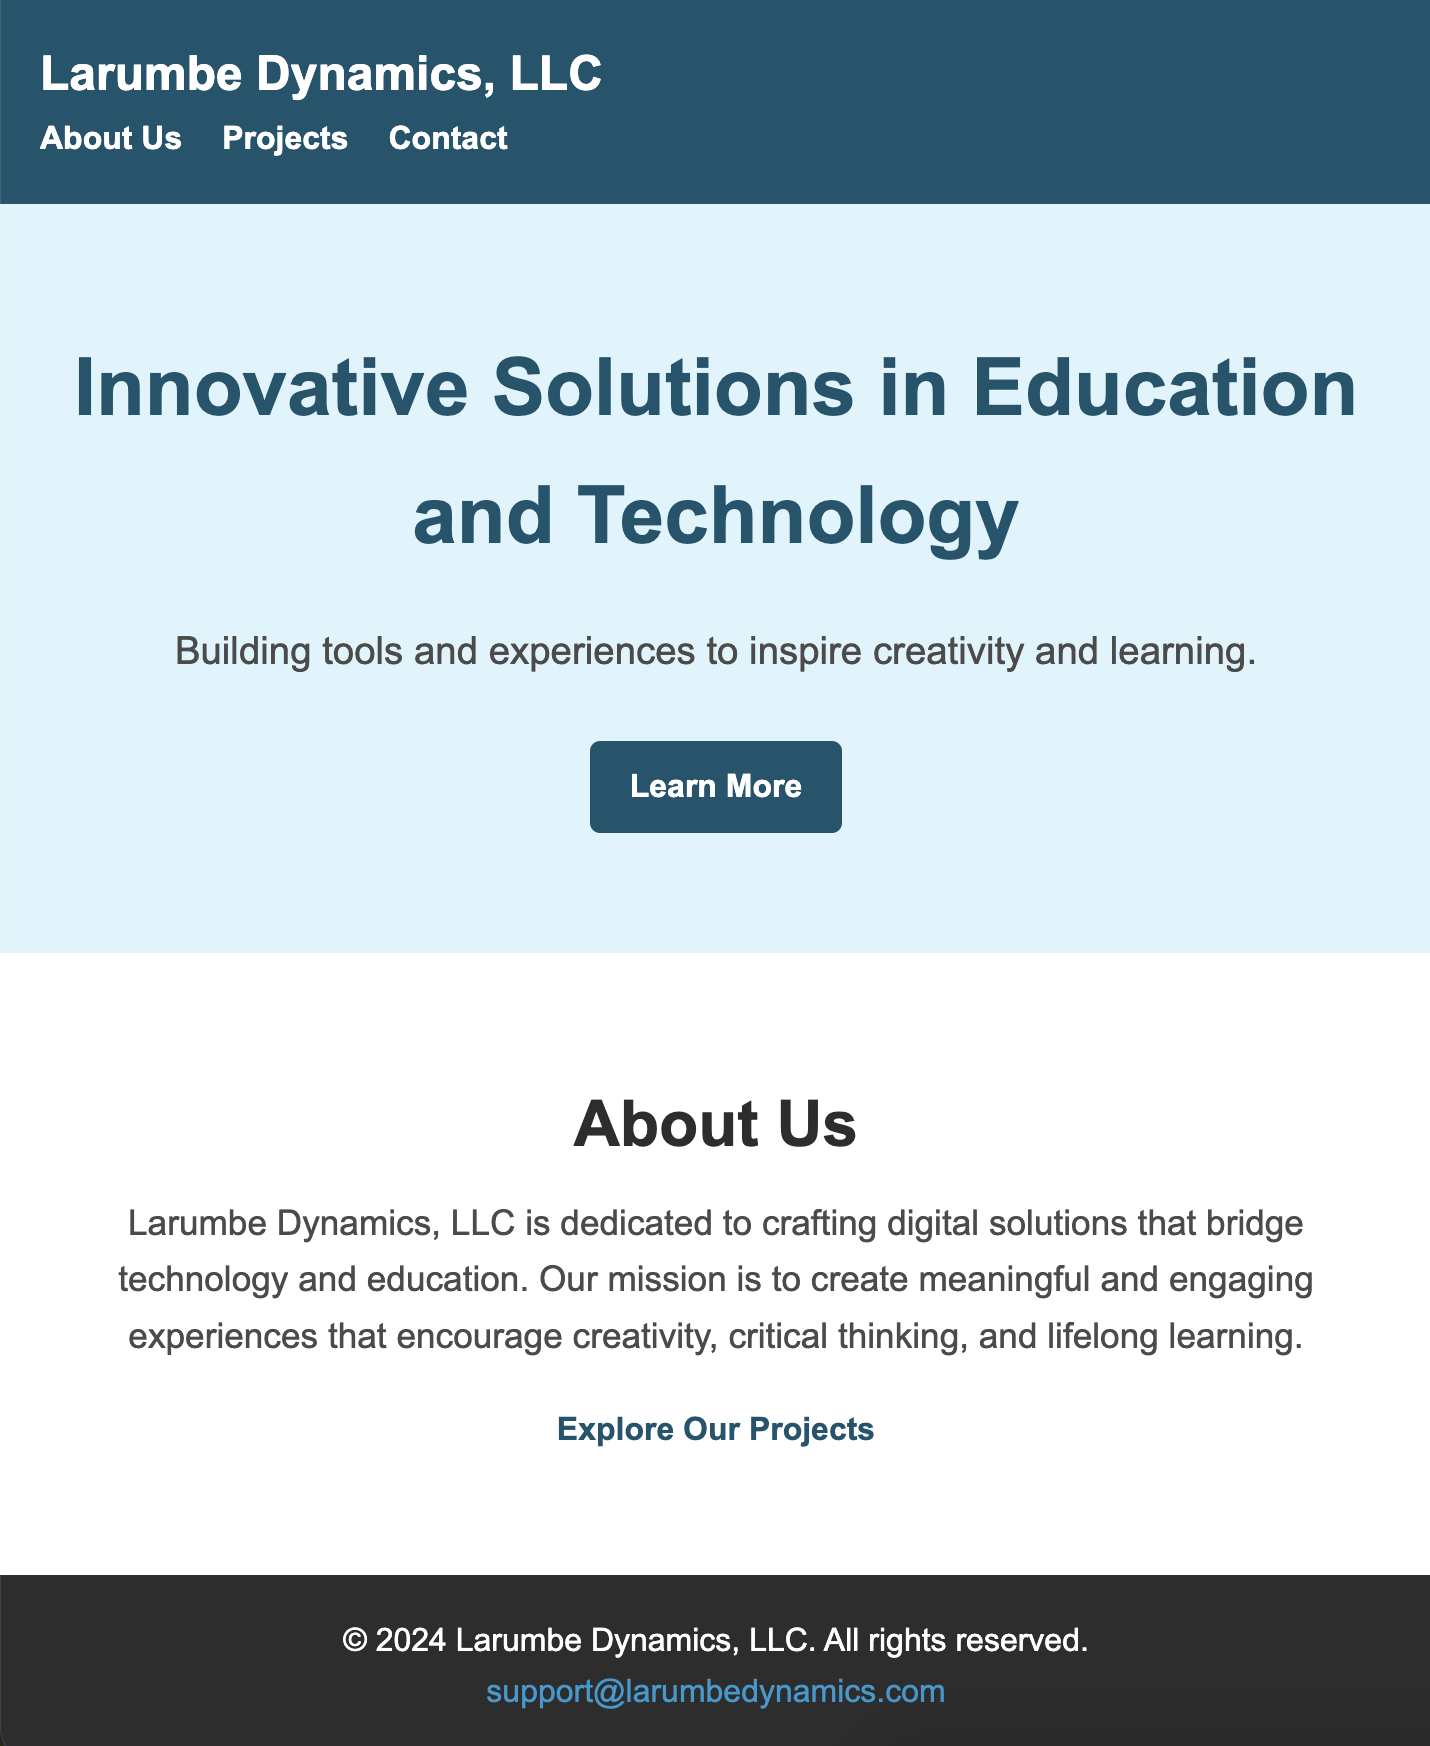 Larumbe Dynamics, LLC
About Us Projects Contact
Innovative Solutions in Education
and Technology
Building tools and experiences to inspire creativity and learning.
Learn More
About Us
Larumbe Dynamics, LLC is dedicated to crafting digital solutions that bridge
technology and education. Our mission is to create meaningful and engaging
experiences that encourage creativity, critical thinking, and lifelong learning.
Explore Our Projects
© 2024 Larumbe Dynamics, LLC. All rights reserved.
support@larumbedynamics.com